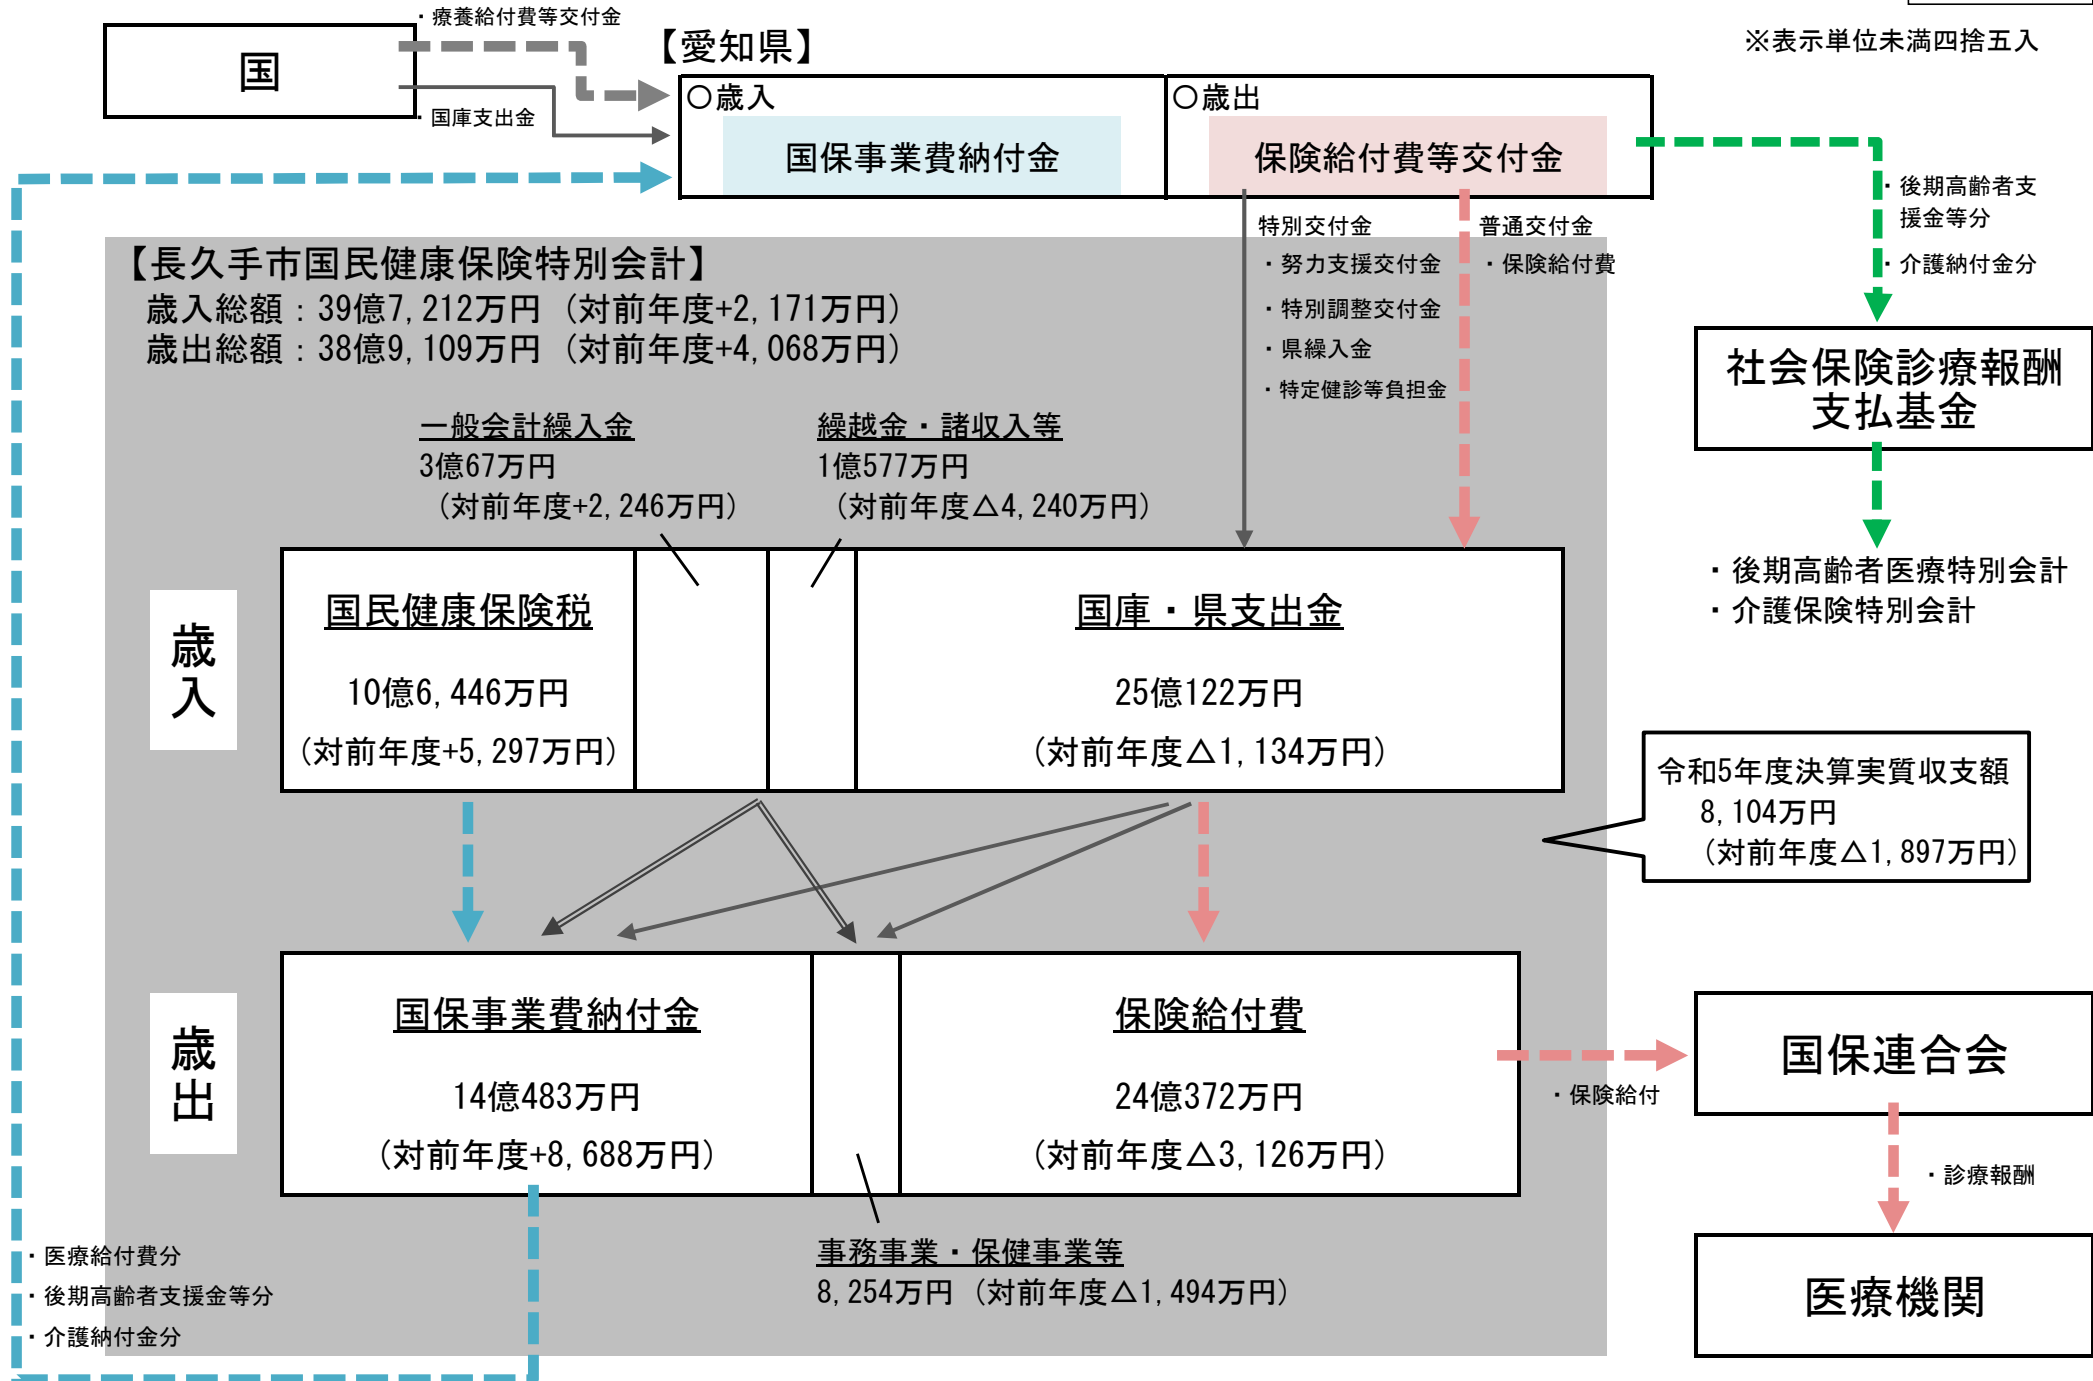 ・療養給付費等交付金
国
・国庫支出金
【愛知県】
※表示単位未満四捨五入
〇歳入
国保事業費納付金
〇歳出
保険給付費等交付金
・後期高齢者支
援金等分
・介護納付金分
特別交付金
・努力支援交付金
・特別調整交付金
・県繰入金
・特定健診等負担金
普通交付金
・保険給付費
【長久手市国民健康保険特別会計】
歳入総額：39億7,212万円（対前年度+2,171万円）
歳出総額：38億9,109万円（対前年度+4,068万円）
社会保険診療報酬
支払基金
・後期高齢者医療特別会計
・介護保険特別会計
一般会計繰入金
3億67万円
（対前年度+2,246万円）
繰越金・諸収入等
1億577万円
（対前年度△4,240万円）
歳入
国民健康保険税
10億6,446万円
（対前年度+5,297万円）
国庫・県支出金
25億122万円
（対前年度△1,134万円）
令和5年度決算実質収支額
8,104万円
（対前年度△1,897万円）
歳出
国保事業費納付金
14億483万円
（対前年度+8,688万円）
保険給付費
24億372万円
（対前年度△3,126万円）
・保険給付
国保連合会
・診療報酬
医療機関
事務事業・保健事業等
8,254万円（対前年度△1,494万円）
・医療給付費分
・後期高齢者支援金等分
・介護納付金分